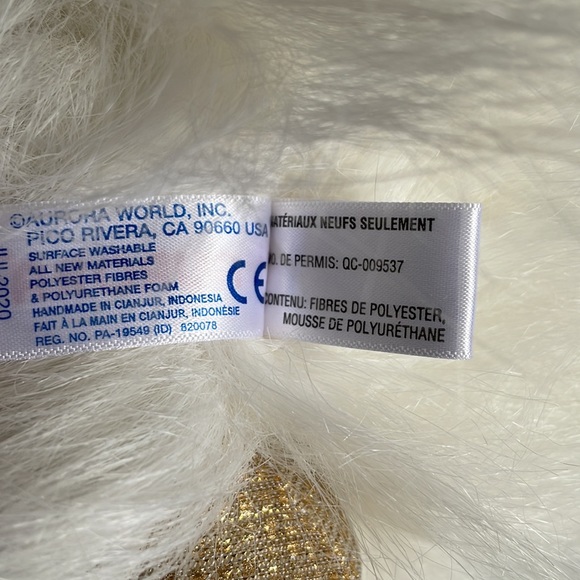 ©AURORA WORLD, INC.
PICO RIVERA, CA 90660 USA
SURFACE WASHABLE
ALL NEW MATERIALS
POLYESTER FIBRES
& POLYURETHANE FOAM
HANDMADE IN CIANJUR, INDONESIA
FAIT À LA MAIN EN CIANJUR, INDONÉSIE
REG. NO. PA-19549 (ID) 820078
CE
2020
MATÉRIAUX NEUFS SEULEMENT
NO. DE PERMIS: QC-009537
CONTENU: FIBRES DE POLYESTER,
MOUSSE DE POLYURÉTHANE